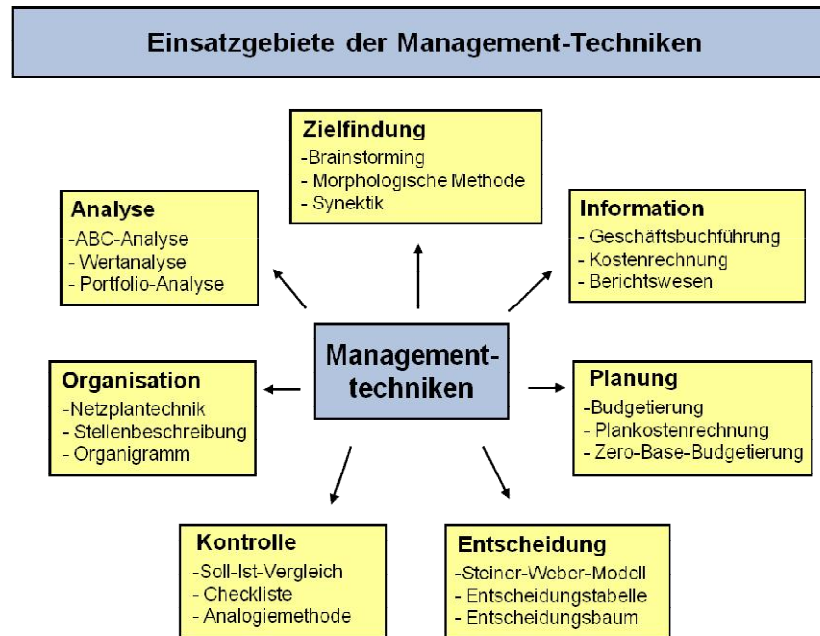 Einsatzgebiete der Management-Techniken
Zielfindung
-Brainstorming
- Morphologische Methode
- Synektik
Analyse
-ABC-Analyse
- Wertanalyse
- Portfolio-Analyse
Information
- Geschäftsbuchführung
- Kostenrechnung
- Berichtswesen
Management-
techniken
Organisation
-Netzplantechnik
- Stellenbeschreibung
- Organigramm
Planung
-Budgetierung
- Plankostenrechnung
- Zero-Base-Budgetierung
Kontrolle
-Soll-Ist-Vergleich
- Checkliste
- Analogiemethode
Entscheidung
-Steiner-Weber-Modell
- Entscheidungstabelle
- Entscheidungsbaum